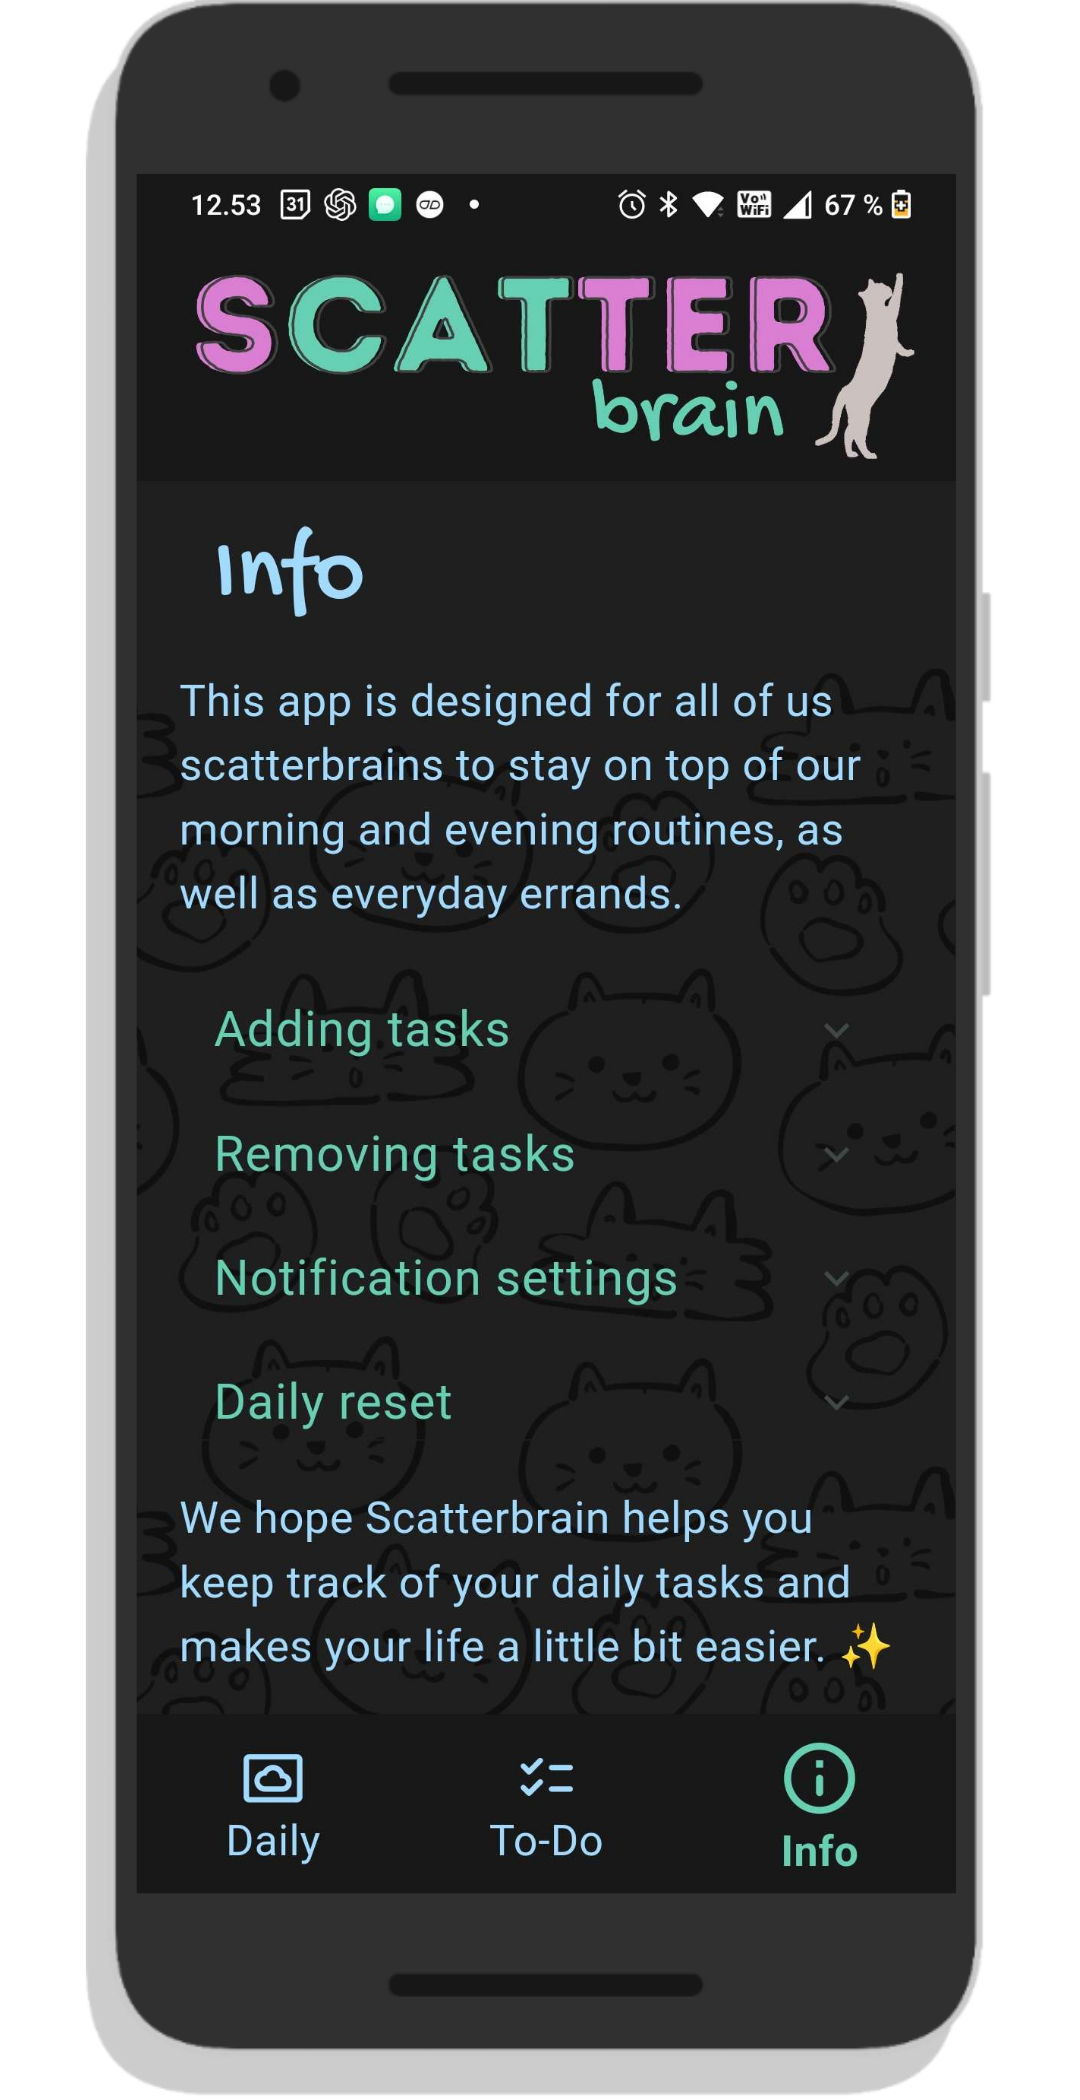 12.53 31 Vo)) WiFi 67 %
SCATTER
brain
Info
This app is designed for all of us
scatterbrains to stay on top of our
morning and evening routines, as
well as everyday errands.
Adding tasks
Removing tasks
Notification settings
Daily reset
We hope Scatterbrain helps you
keep track of your daily tasks and
makes your life a little bit easier. ✨
Daily To-Do Info